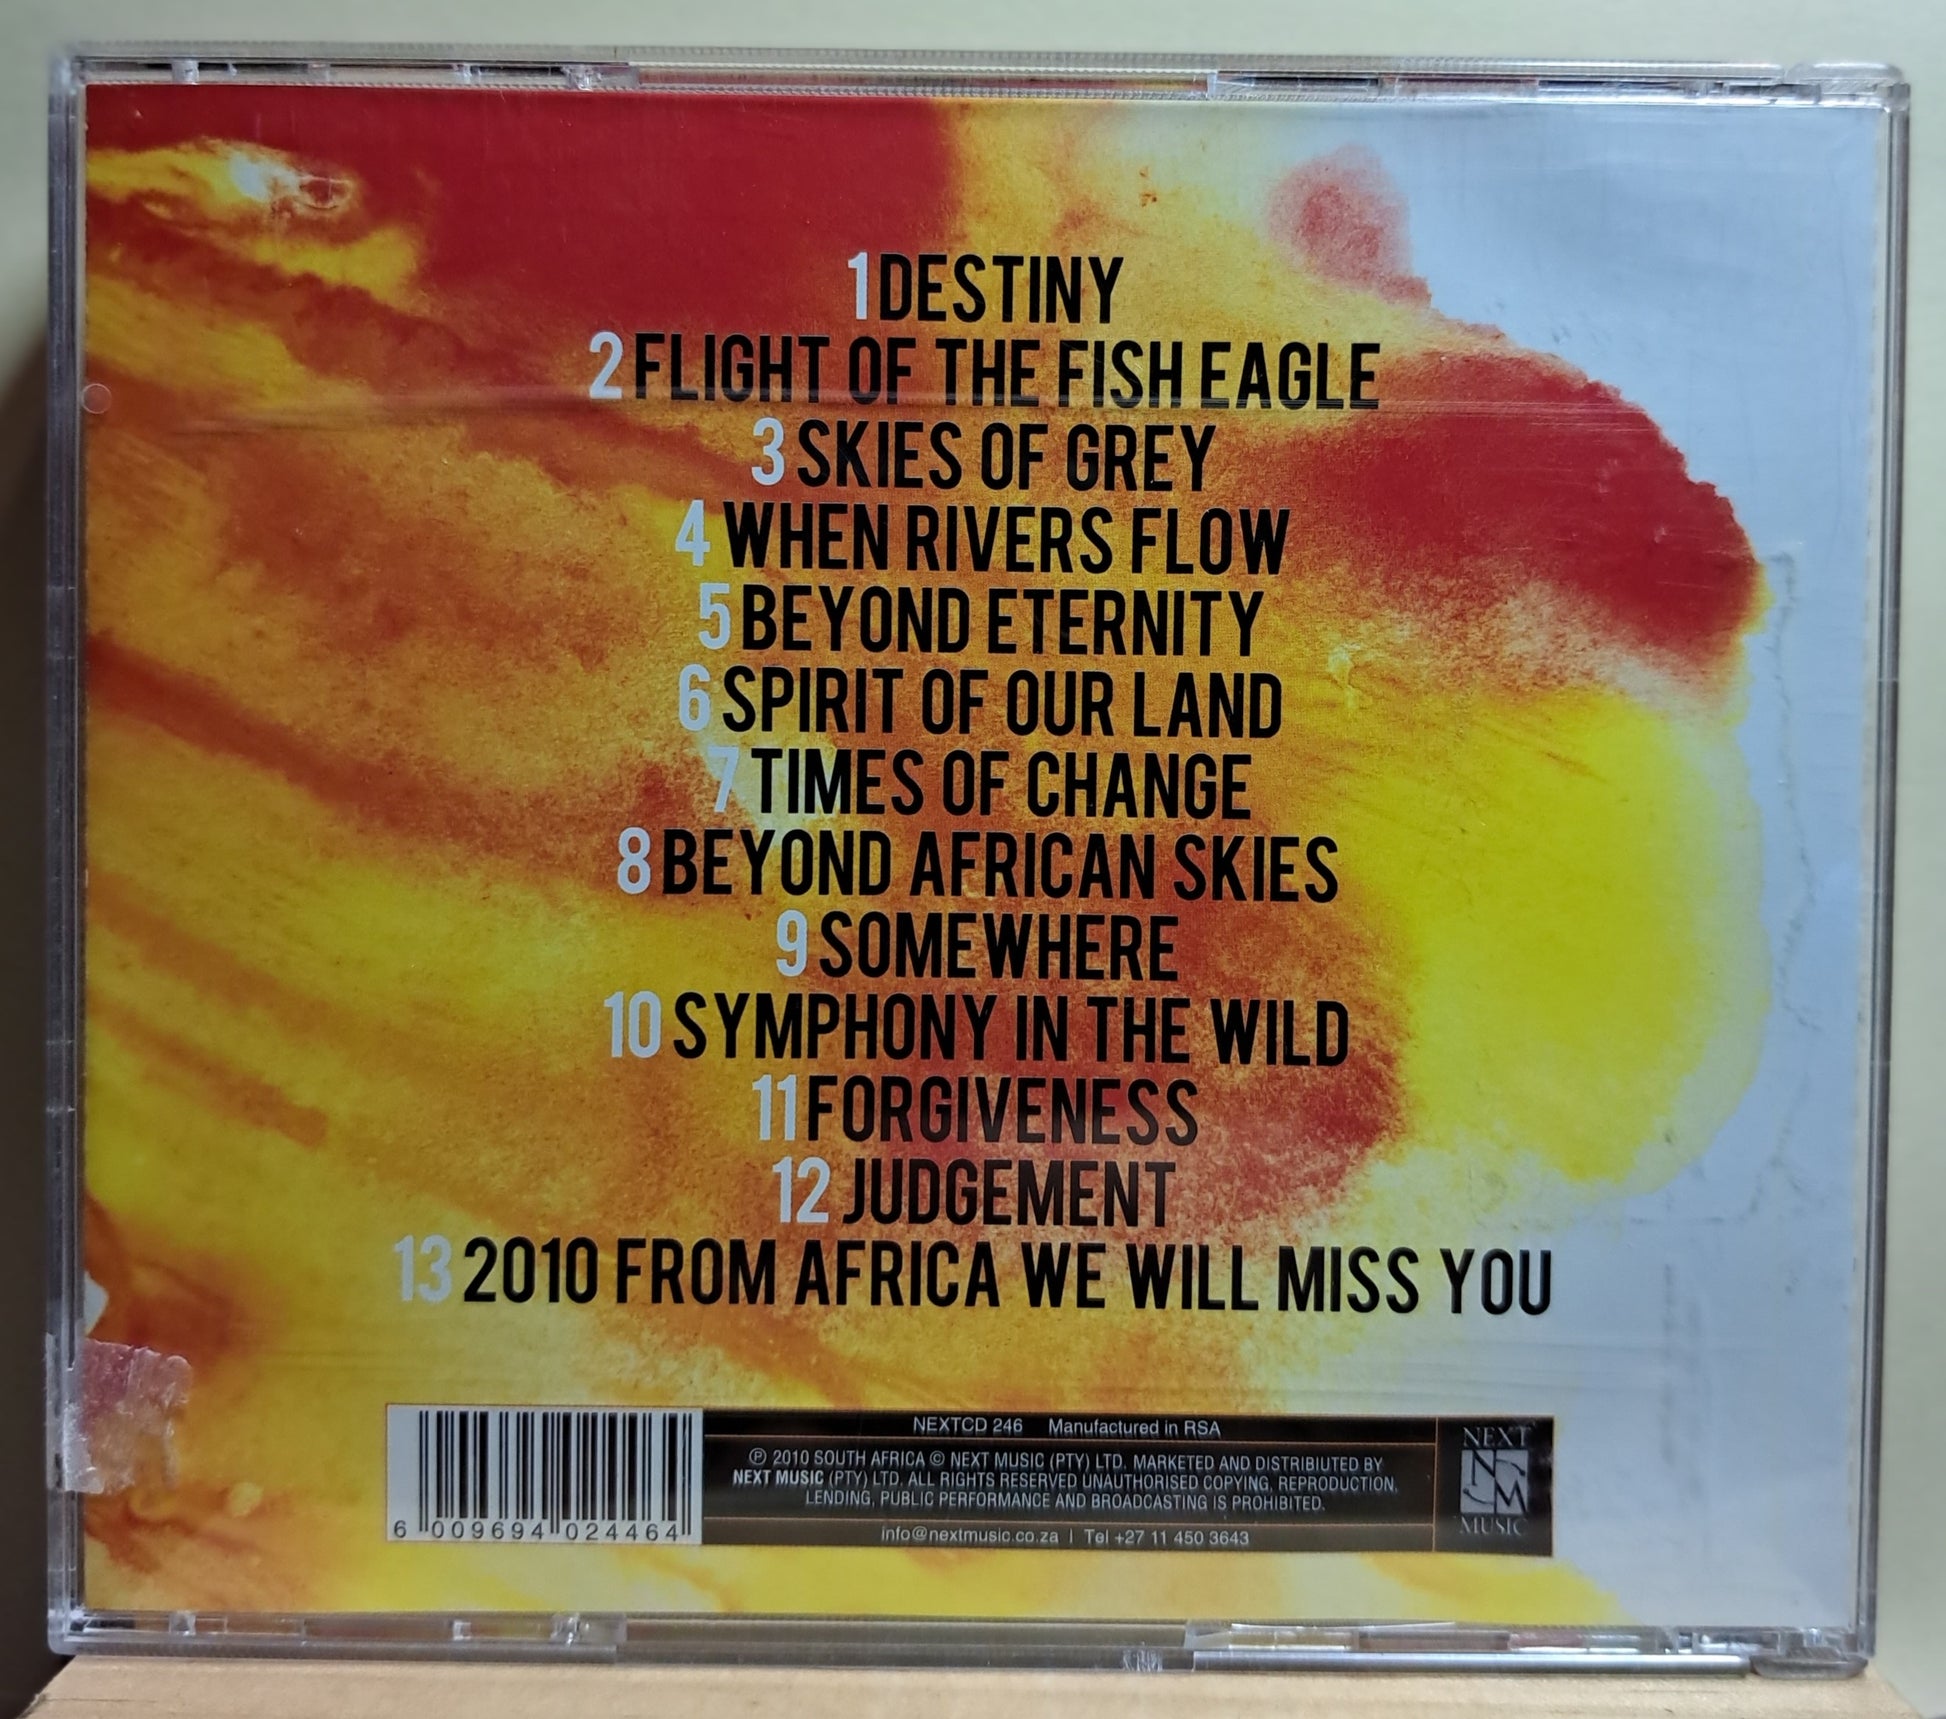 1 DESTINY
2 FLIGHT OF THE FISH EAGLE
3 SKIES OF GREY
4 WHEN RIVERS FLOW
5 BEYOND ETERNITY
6 SPIRIT OF OUR LAND
7 TIMES OF CHANGE
8 BEYOND AFRICAN SKIES
9 SOMEWHERE
10 SYMPHONY IN THE WILD
11 FORGIVENESS
12 JUDGEMENT
13 2010 FROM AFRICA WE WILL MISS YOU
NEXTCD 246 Manufactured in RSA
℗ 2010 SOUTH AFRICA © NEXT MUSIC (PTY) LTD. MARKETED AND DISTRIBIUTED BY
NEXT MUSIC (PTY) LTD. ALL RIGHTS RESERVED UNAUTHORISED COPYING, REPRODUCTION,
LENDING, PUBLIC PERFORMANCE AND BROADCASTING IS PROHIBITED.
info@nextmusic.co.za | Tel +27 11 450 3643
6 009694 024464
NEXT
NM
MUSIC